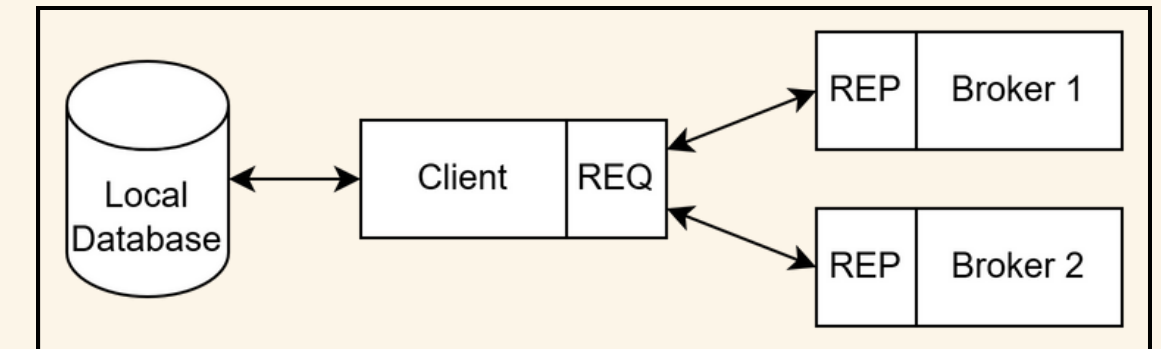 Local
Database
Client
REQ
REP
Broker 1
REP
Broker 2